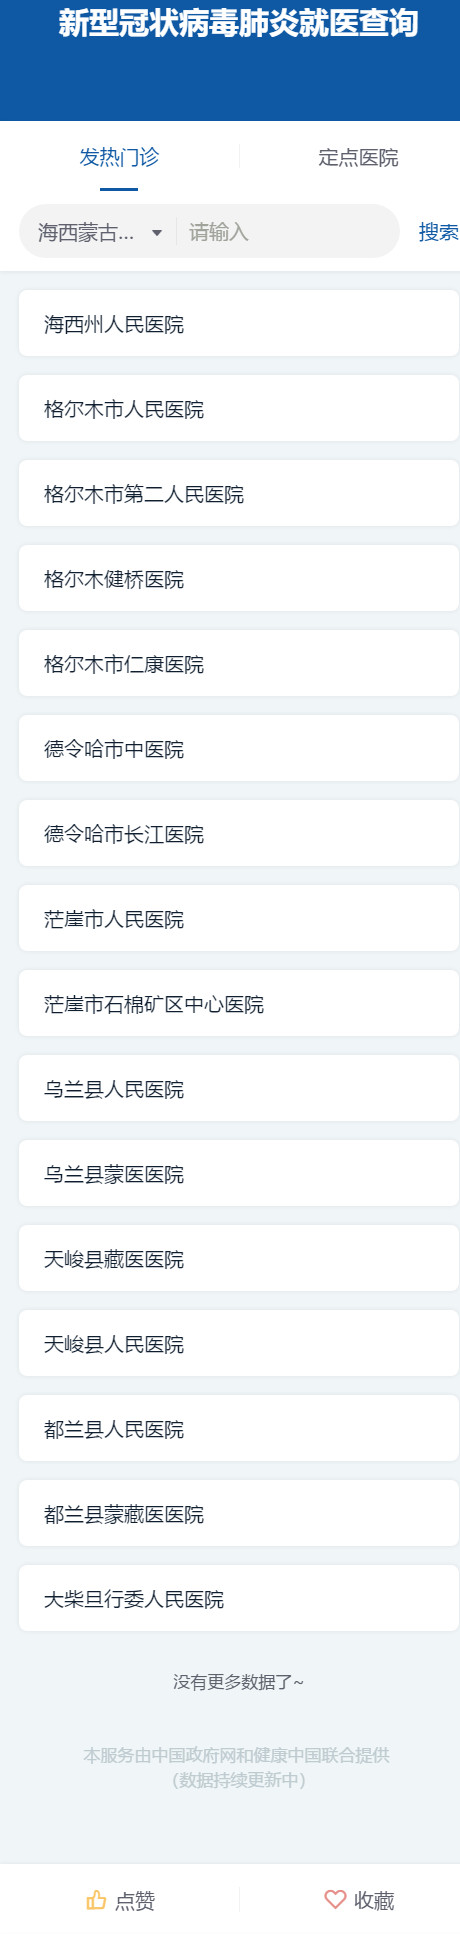 新型冠状病毒肺炎就医查询
发热门诊
定点医院
海西蒙古...
请输入
搜索
海西州人民医院
格尔木市人民医院
格尔木市第二人民医院
格尔木健桥医院
格尔木市仁康医院
德令哈市中医院
德令哈市长江医院
茫崖市人民医院
茫崖市石棉矿区中心医院
乌兰县人民医院
乌兰县蒙医医院
天峻县藏医医院
天峻县人民医院
都兰县人民医院
都兰县蒙藏医医院
大柴旦行委人民医院
没有更多数据了~
本服务由中国政府网和健康中国联合提供
（数据持续更新中）
点赞
收藏